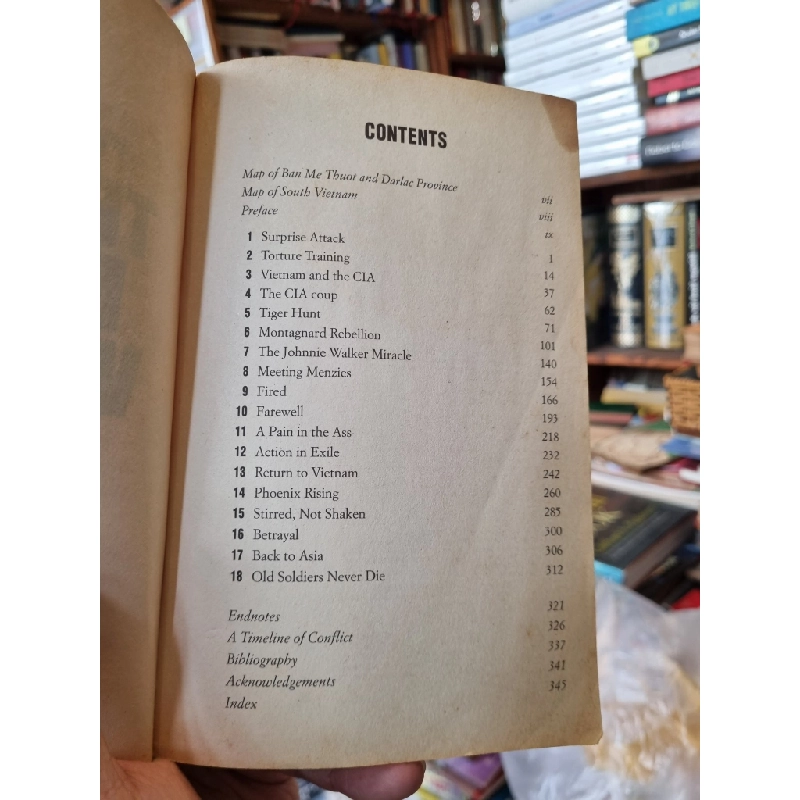 CONTENTS
Map of Ban Me Thuot and Darlac Province vii
Map of South Vietnam viii
Preface ix
1 Surprise Attack 1
2 Torture Training 14
3 Vietnam and the CIA 37
4 The CIA coup 62
5 Tiger Hunt 71
6 Montagnard Rebellion 101
7 The Johnnie Walker Miracle 140
8 Meeting Menzies 154
9 Fired 166
10 Farewell 193
11 A Pain in the Ass 218
12 Action in Exile 232
13 Return to Vietnam 242
14 Phoenix Rising 260
15 Stirred, Not Shaken 285
16 Betrayal 300
17 Back to Asia 306
18 Old Soldiers Never Die 312
Endnotes 321
A Timeline of Conflict 326
Bibliography 337
Acknowledgements 341
Index 345